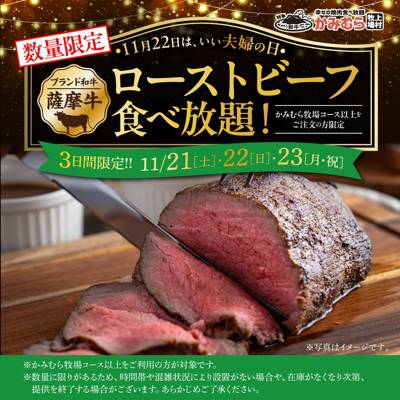 数量限定
11月22日は、いい夫婦の日
幸せの焼肉食べ放題
かみむら牧場
ブランド和牛
薩摩牛
ローストビーフ
食べ放題！
かみむら牧場コース以上を
ご注文の方限定
3日間限定!! 11/21[土]・22[日]・23[月・祝]
※写真はイメージです。
※かみむら牧場コース以上をご利用の方が対象です。
※数量に限りがあるため、時間帯や混雑状況により設置がない場合や、在庫がなくなり次第、
提供を終了する場合がございます。あらかじめご了承ください。